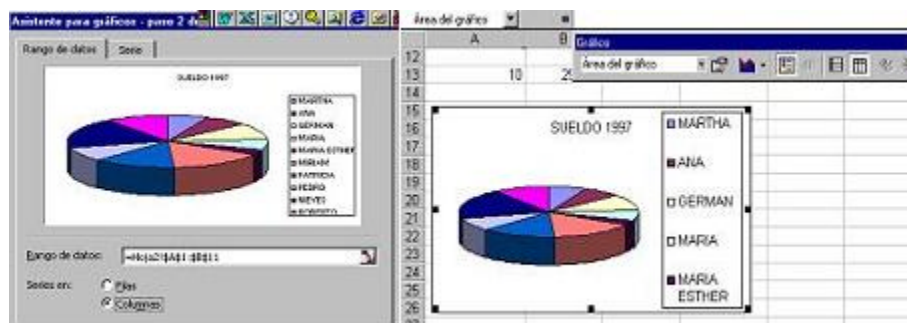 Asistente para gráficos - paso 2 de
Rango de datos
Serie
SUELDO 1997
MARTHA
ANA
GERMAN
MARIA
MARIA ESTHER
MIRIAM
PATRICIA
PEDRO
NIEVES
ROBERTO
Rango de datos: =Hoja2!$A$1:$B$11
Series en: Filas
Columnas
Área del gráfico
=
A B
Gráfico
Área del gráfico
12
13 10
14
15
16
17
18
19
20
21
22
23
24
25
26
SUELDO 1997
MARTHA
ANA
GERMAN
MARIA
MARIA
ESTHER